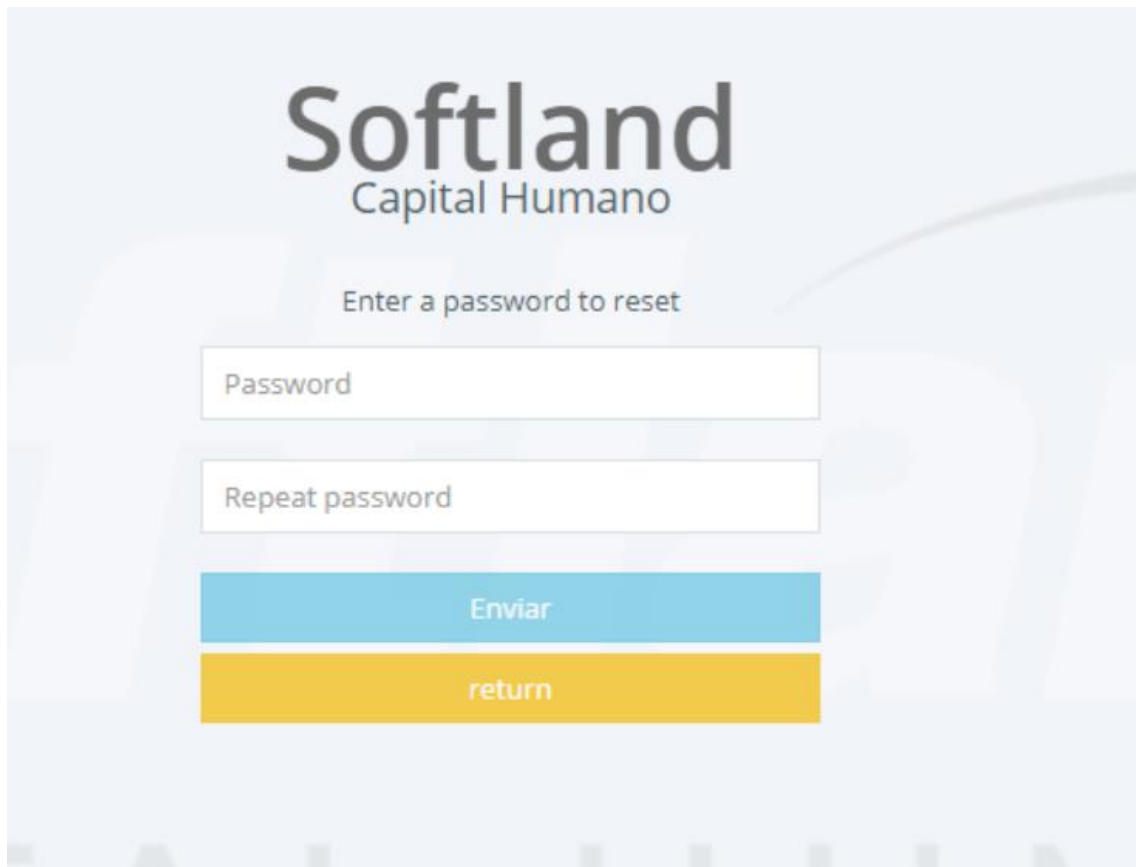 Softland
Capital Humano
Enter a password to reset
Password
Repeat password
Enviar
return